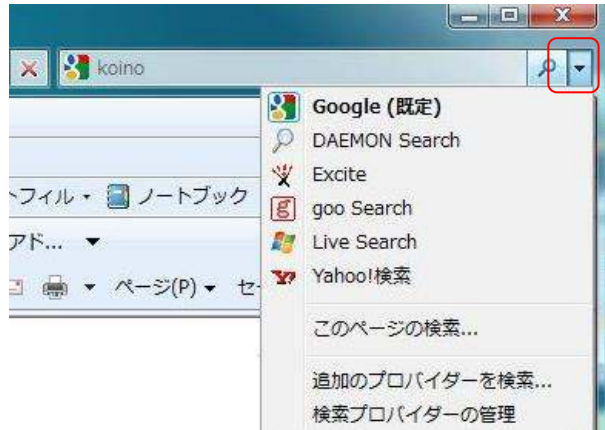 koino
Google (既定)
DAEMON Search
Excite
goo Search
フィル ノートブック
Live Search
アド...
Yahoo!検索
ページ(P) セ
このページの検索...
追加のプロバイダーを検索...
検索プロバイダーの管理